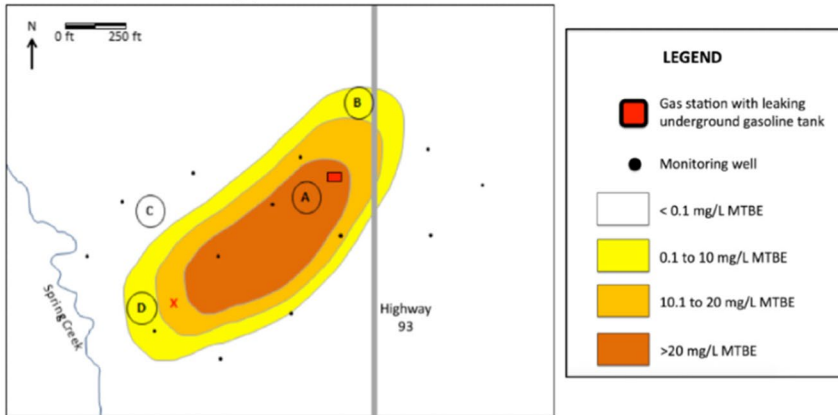 N
0 ft 250 ft
B
A
C
D
X
Spring Creek
Highway
93
LEGEND
Gas station with leaking
underground gasoline tank
Monitoring well
< 0.1 mg/L MTBE
0.1 to 10 mg/L MTBE
10.1 to 20 mg/L MTBE
>20 mg/L MTBE